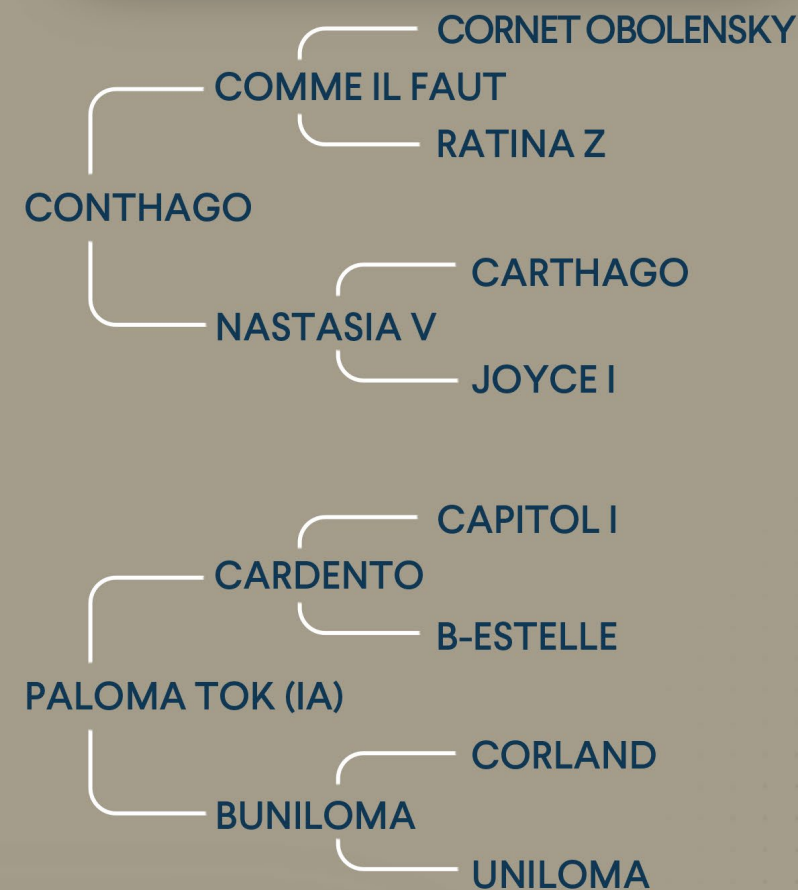 CORNET OBOLENSKY
COMME IL FAUT
RATINA Z
CONTHAGO
CARTHAGO
NASTASIA V
JOYCE I
CAPITOL I
CARDENTO
B-ESTELLE
PALOMA TOK (IA)
CORLAND
BUNILOMA
UNILOMA